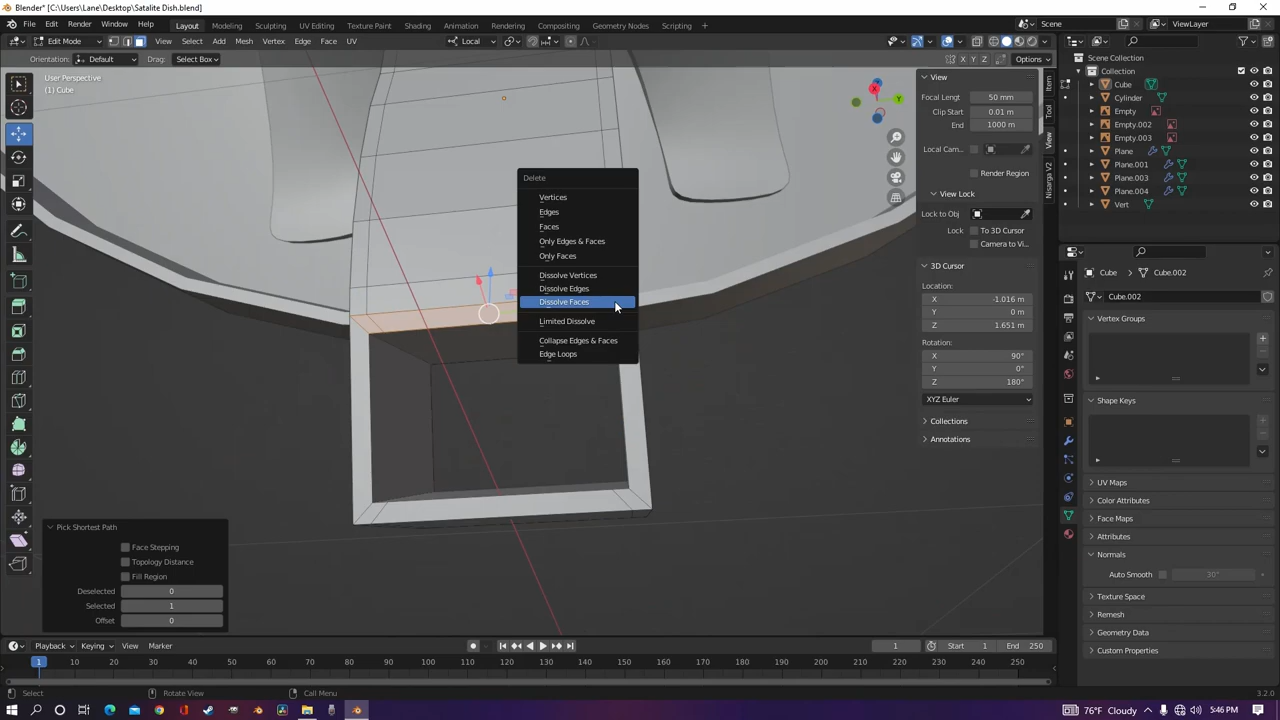 Blender* [C:\Users\Lane\Desktop\Satalite Dish.blend]
File Edit Render Window Help Layout Modeling Sculpting UV Editing Texture Paint Shading Animation Rendering Compositing Geometry Nodes Scripting Scene ViewLayer
Edit Mode View Select Add Mesh Vertex Edge Face UV Local
Orientation: Default Drag: Select Box X Y Z Options
User Perspective
(1) Cube
Delete
Vertices
Edges
Faces
Only Edges & Faces
Only Faces
Dissolve Vertices
Dissolve Edges
Dissolve Faces
Limited Dissolve
Collapse Edges & Faces
Edge Loops
Pick Shortest Path
Face Stepping
Topology Distance
Fill Region
Deselected 0
Selected 1
Offset 0
View
Focal Lengt 50 mm
Clip Start 0.01 m
End 1000 m
Local Cam...
Render Region
View Lock
Lock to Obj
Lock To 3D Cursor
Camera to Vi...
3D Cursor
Location:
X -1.016 m
Y 0 m
Z 1.651 m
Rotation:
X 90°
Y 0°
Z 180°
XYZ Euler
Collections
Annotations
Item
Tool
View
Nisarga V2
Scene Collection
Collection
Cube
Cylinder
Empty
Empty.002
Empty.003
Plane
Plane.001
Plane.003
Plane.004
Vert
Cube Cube.002
Cube.002
Vertex Groups
Shape Keys
UV Maps
Color Attributes
Face Maps
Attributes
Normals
Auto Smooth 30°
Texture Space
Remesh
Geometry Data
Custom Properties
Playback Keying View Marker 1 Start 1 End 250
1 10 20 30 40 50 60 70 80 90 100 110 120 130 140 150 160 170 180 190 200 210 220 230 240 250
Select Rotate View Call Menu 3.2.0
76°F Cloudy 5:46 PM